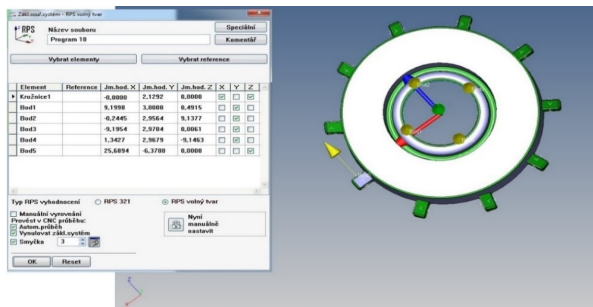 Zákl.souř.systém - RPS volný tvar
RPS
Název souboru
Speciální
Program 18
Komentář
Vybrat elementy
Vybrat reference
Element Reference Jm.hod. X Jm.hod. Y Jm.hod. Z X Y Z
Kružnice1 -0,0000 2,1292 0,0000
Bod1 9,1998 3,0000 0,4915
Bod2 -0,2445 2,9564 9,1377
Bod3 -9,1954 2,9784 0,0061
Bod4 1,3427 2,9679 -9,1463
Bod5 25,6894 -6,3700 0,0000
Typ RPS vyhodnocení RPS 321 RPS volný tvar
Manuální vyrovnání
Provést v CNC průběhu:
Autom.průběh
Vynulovat zákl.systém
Smyčka 3
Nyní
manuálně
nastavit
OK Reset